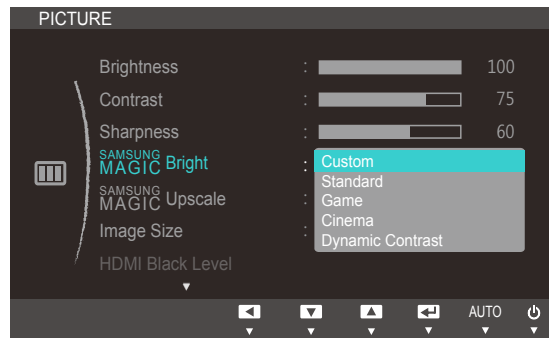 PICTURE
Brightness : 100
Contrast : 75
Sharpness : 60
SAMSUNG MAGIC Bright : Custom
Standard
SAMSUNG MAGIC Upscale : Game
Cinema
Image Size : Dynamic Contrast
HDMI Black Level
AUTO